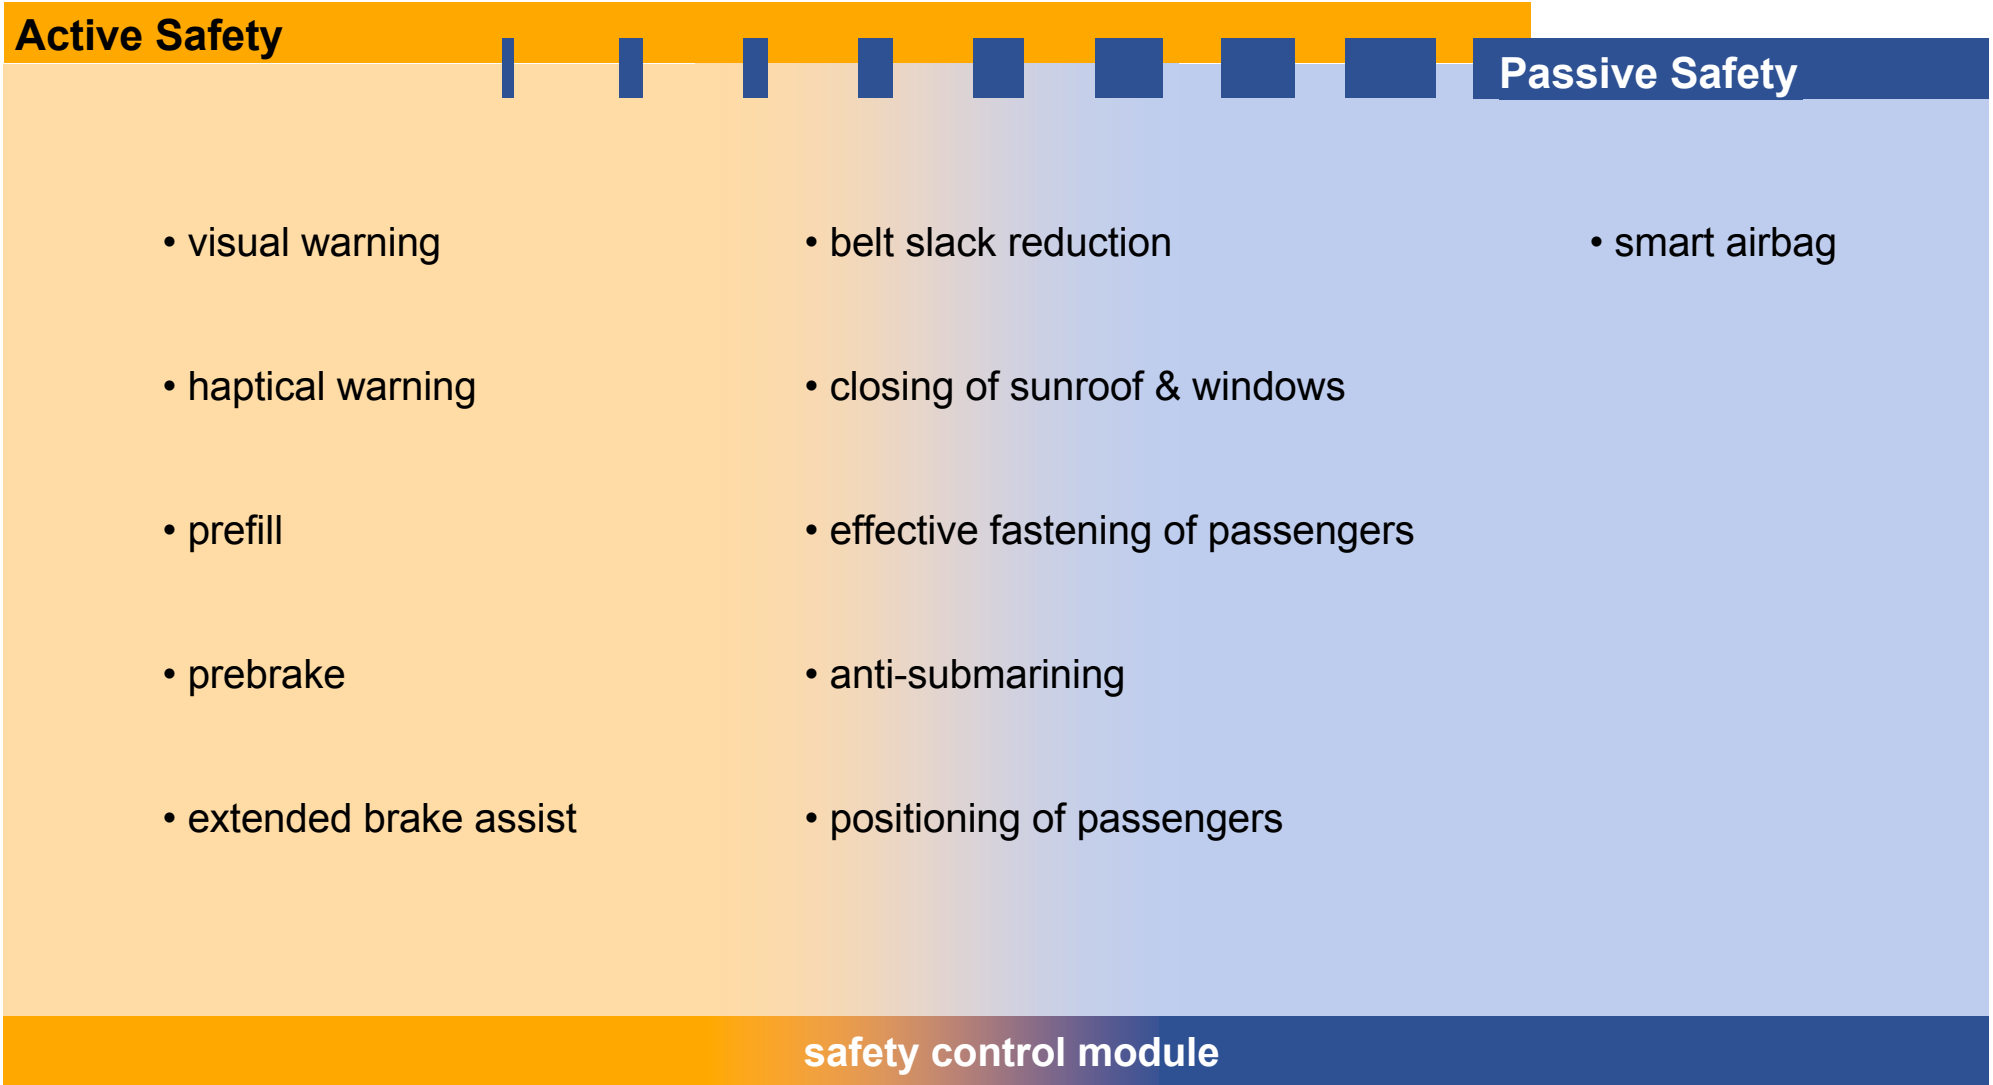 Active Safety
Passive Safety
• visual warning
• haptical warning
• prefill
• prebrake
• extended brake assist
• belt slack reduction
• closing of sunroof & windows
• effective fastening of passengers
• anti-submarining
• positioning of passengers
• smart airbag
safety control module